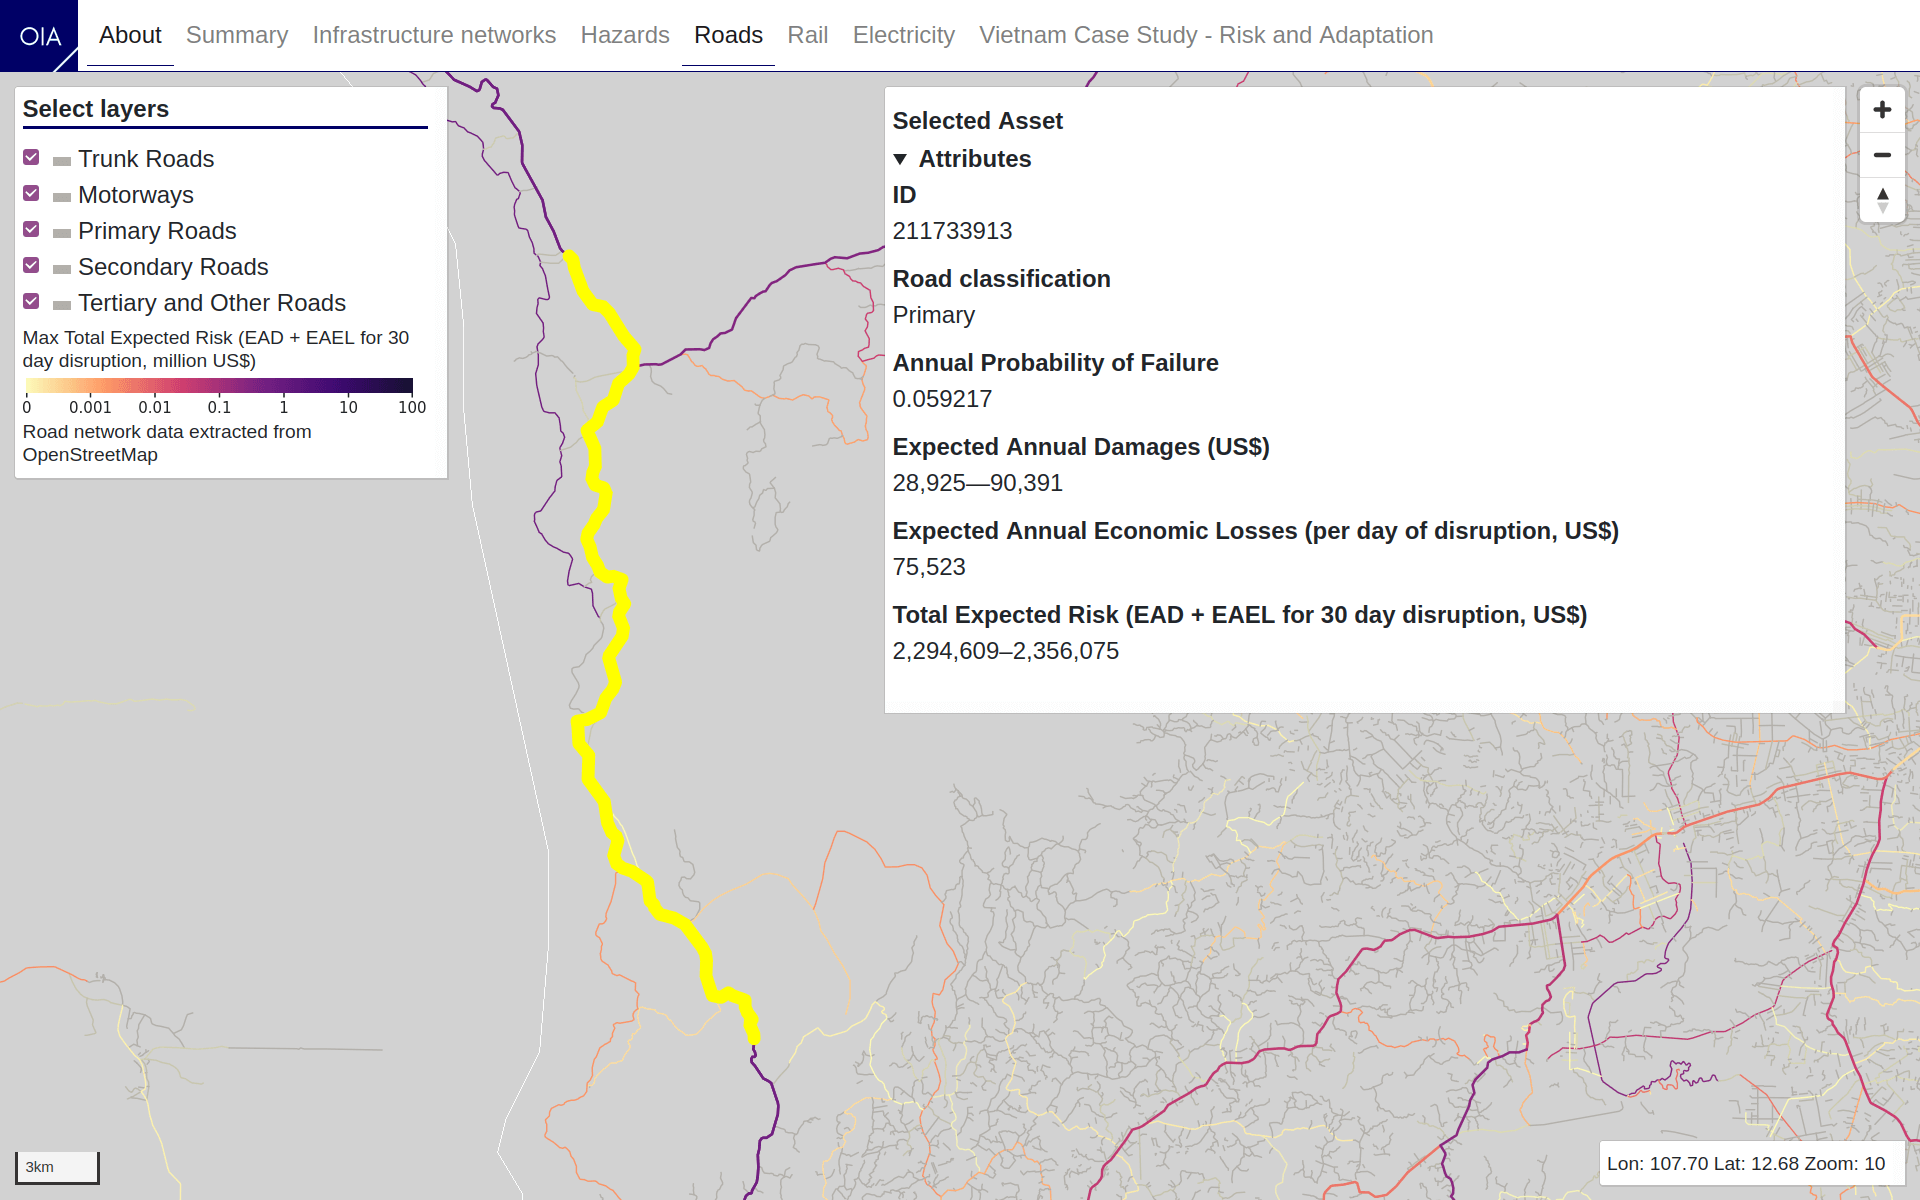 OIA
About Summary Infrastructure networks Hazards Roads Rail Electricity Vietnam Case Study - Risk and Adaptation
Select layers
Trunk Roads
Motorways
Primary Roads
Secondary Roads
Tertiary and Other Roads
Max Total Expected Risk (EAD + EAEL for 30
day disruption, million US$)
0 0.001 0.01 0.1 1 10 100
Road network data extracted from
OpenStreetMap
Selected Asset
Attributes
ID
211733913
Road classification
Primary
Annual Probability of Failure
0.059217
Expected Annual Damages (US$)
28,925—90,391
Expected Annual Economic Losses (per day of disruption, US$)
75,523
Total Expected Risk (EAD + EAEL for 30 day disruption, US$)
2,294,609–2,356,075
3km
Lon: 107.70 Lat: 12.68 Zoom: 10